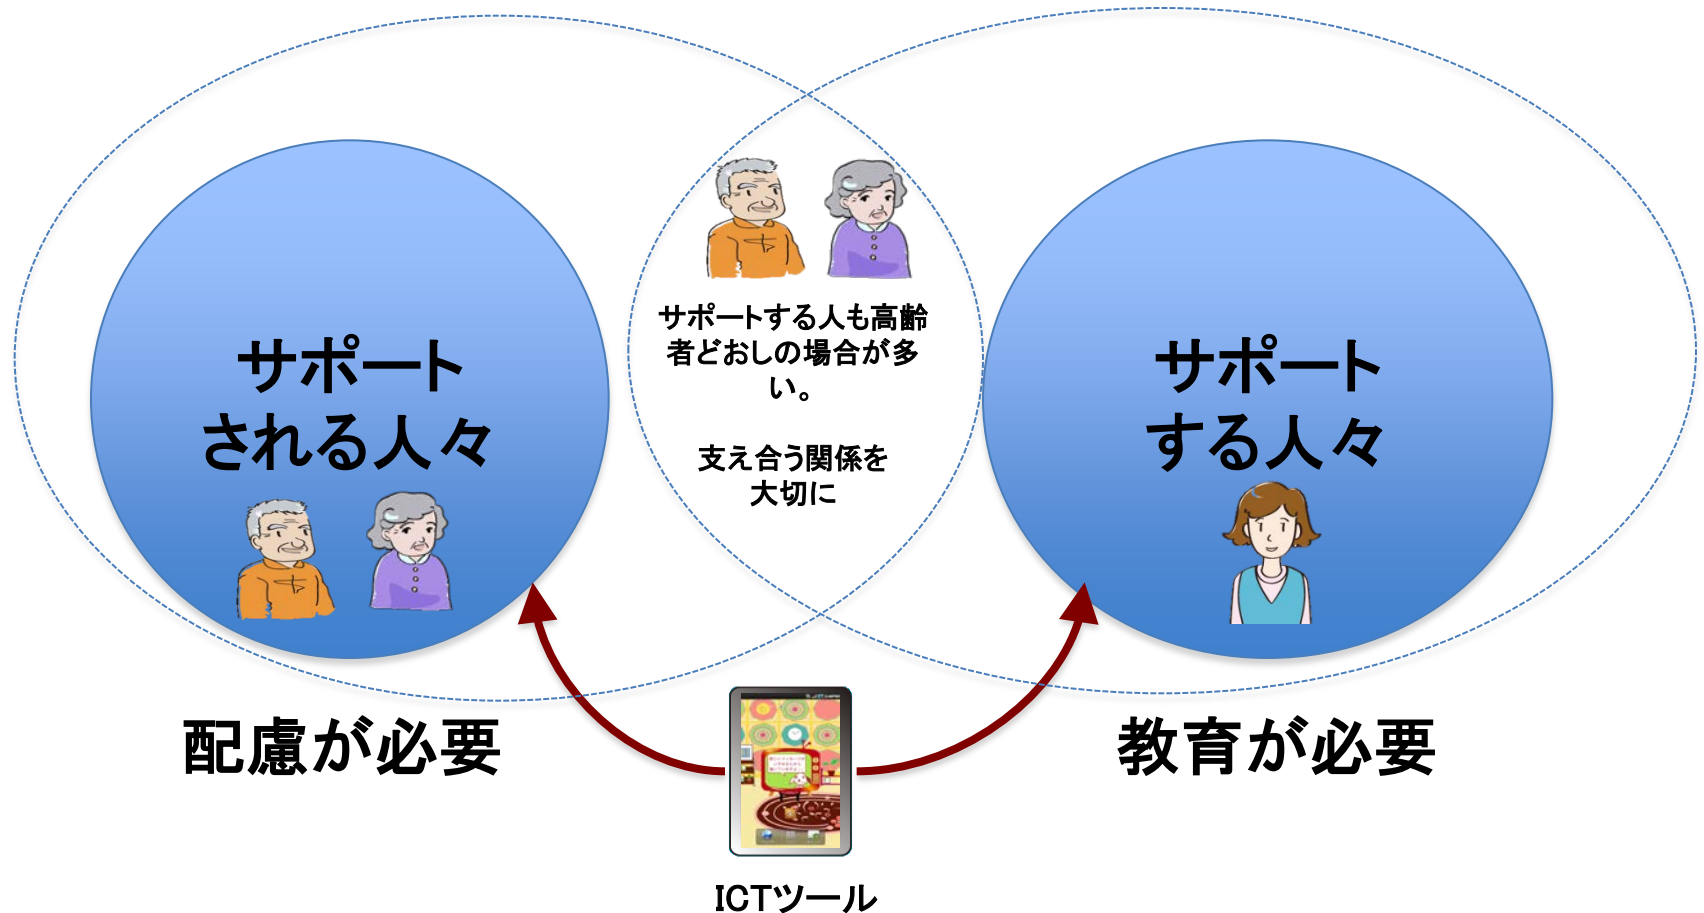 サポートする人も高齢
者どおしの場合が多
い。
支え合う関係を
大切に
サポート
される人々
サポート
する人々
配慮が必要
教育が必要
ICTツール